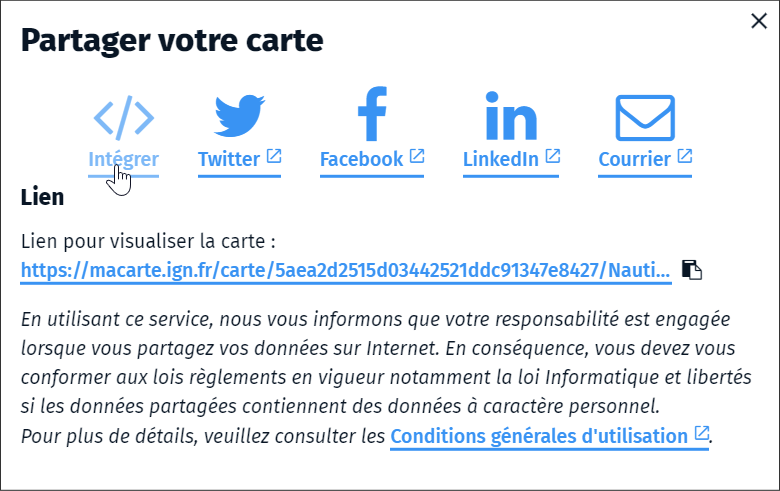 Partager votre carte
Intégrer
Twitter
Facebook
LinkedIn
Courrier
Lien
Lien pour visualiser la carte :
https://macarte.ign.fr/carte/5aea2d2515d03442521ddc91347e8427/Nauti...
En utilisant ce service, nous vous informons que votre responsabilité est engagée
lorsque vous partagez vos données sur Internet. En conséquence, vous devez vous
conformer aux lois règlements en vigueur notamment la loi Informatique et libertés
si les données partagées contiennent des données à caractère personnel.
Pour plus de détails, veuillez consulter les Conditions générales d'utilisation.